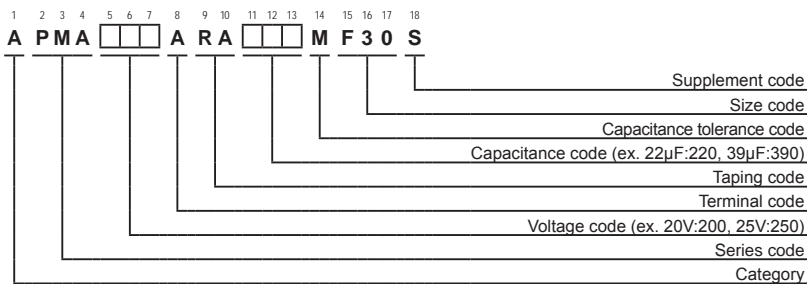 1 2 3 4 5 6 7 8 9 10 11 12 13 14 15 16 17 18
A PMA A RA M F30 S
Supplement code
Size code
Capacitance tolerance code
Capacitance code (ex. 22μF:220, 39μF:390)
Taping code
Terminal code
Voltage code (ex. 20V:200, 25V:250)
Series code
Category